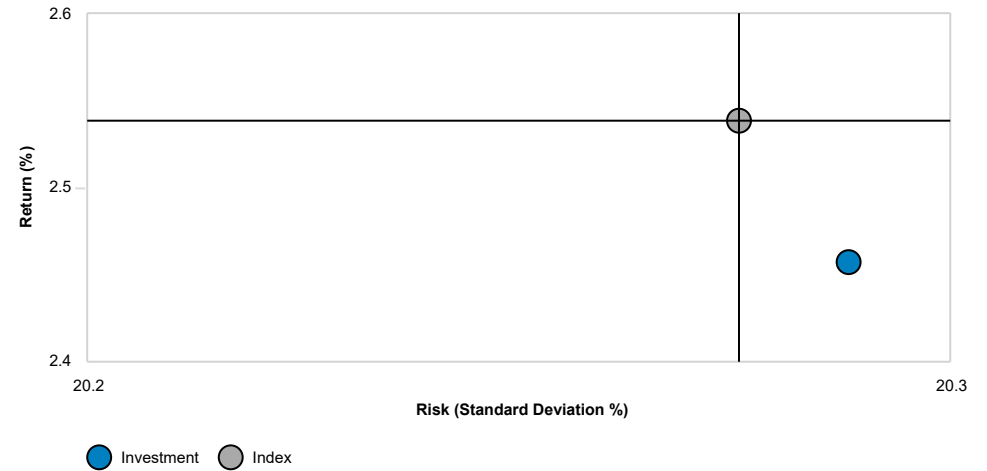 2.6
Return (%)
2.5
2.4
20.2
20.3
Risk (Standard Deviation %)
Investment
Index